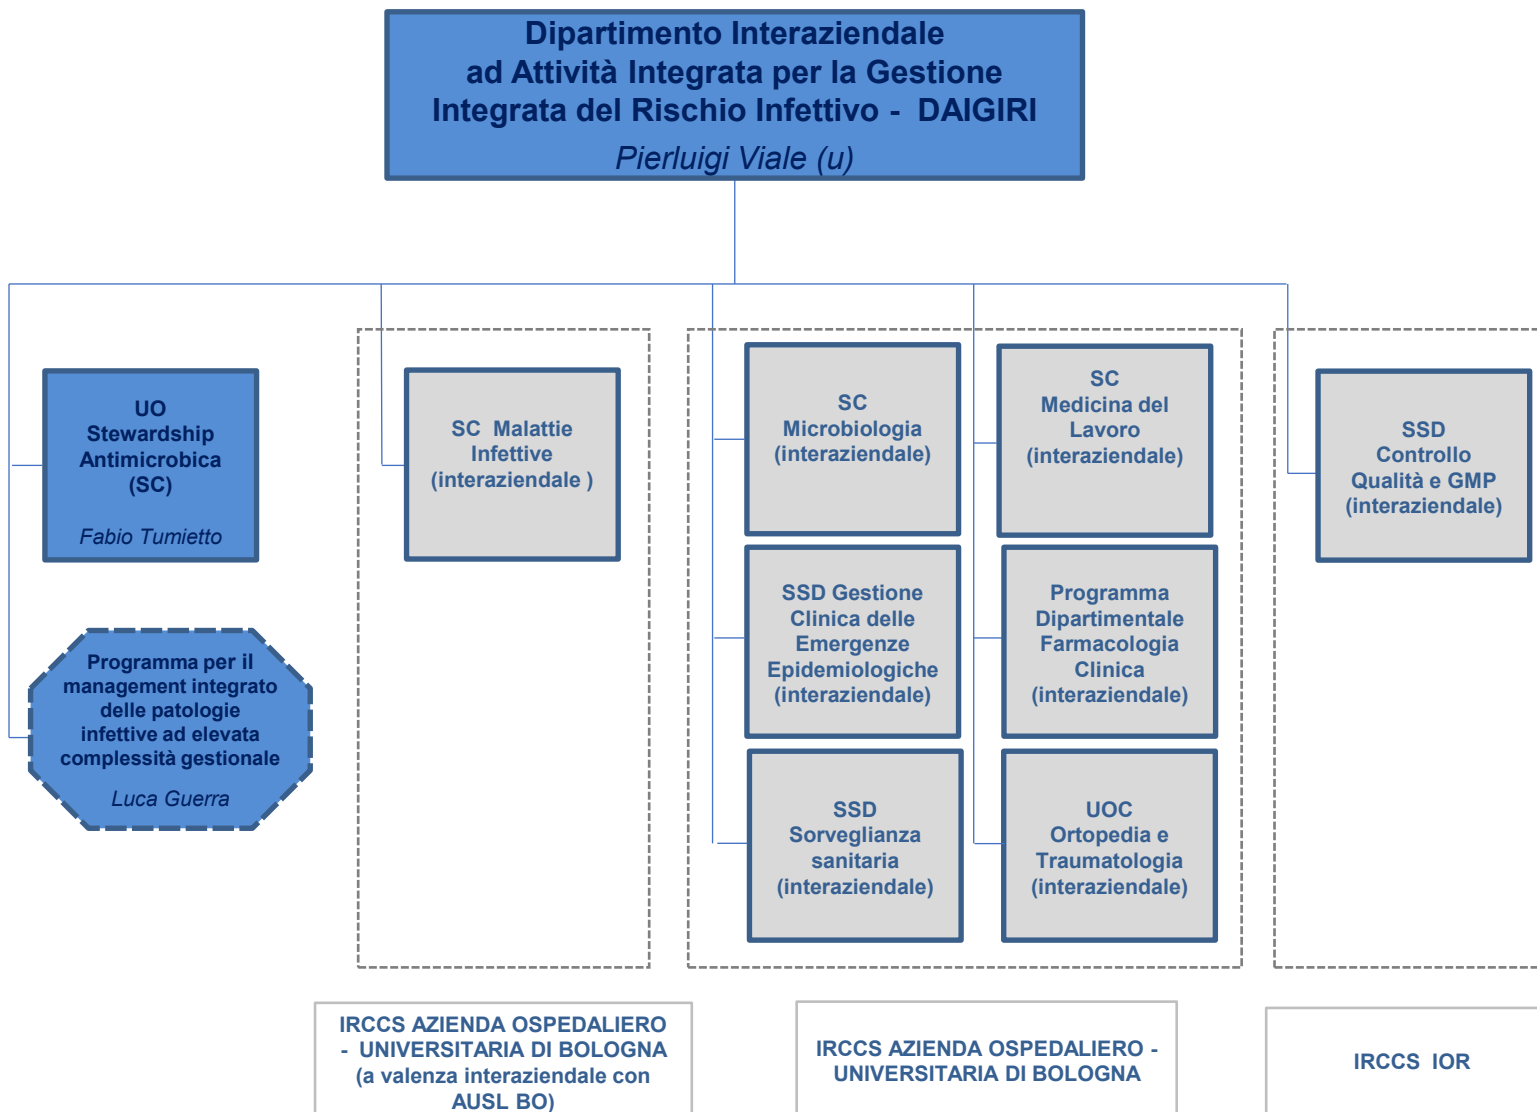 Dipartimento Interaziendale
ad Attività Integrata per la Gestione
Integrata del Rischio Infettivo - DAIGIRI
Pierluigi Viale (u)
UO
Stewardship
Antimicrobica
(SC)
Fabio Tumietto
Programma per il
management integrato
delle patologie
infettive ad elevata
complessità gestionale
Luca Guerra
SC Malattie
Infettive
(interaziendale )
SC
Microbiologia
(interaziendale)
SC
Medicina del
Lavoro
(interaziendale)
SSD Gestione
Clinica delle
Emergenze
Epidemiologiche
(interaziendale)
Programma
Dipartimentale
Farmacologia
Clinica
(interaziendale)
SSD
Sorveglianza
sanitaria
(interaziendale)
UOC
Ortopedia e
Traumatologia
(interaziendale)
SSD
Controllo
Qualità e GMP
(interaziendale)
IRCCS AZIENDA OSPEDALIERO
- UNIVERSITARIA DI BOLOGNA
(a valenza interaziendale con
AUSL BO)
IRCCS AZIENDA OSPEDALIERO -
UNIVERSITARIA DI BOLOGNA
IRCCS IOR